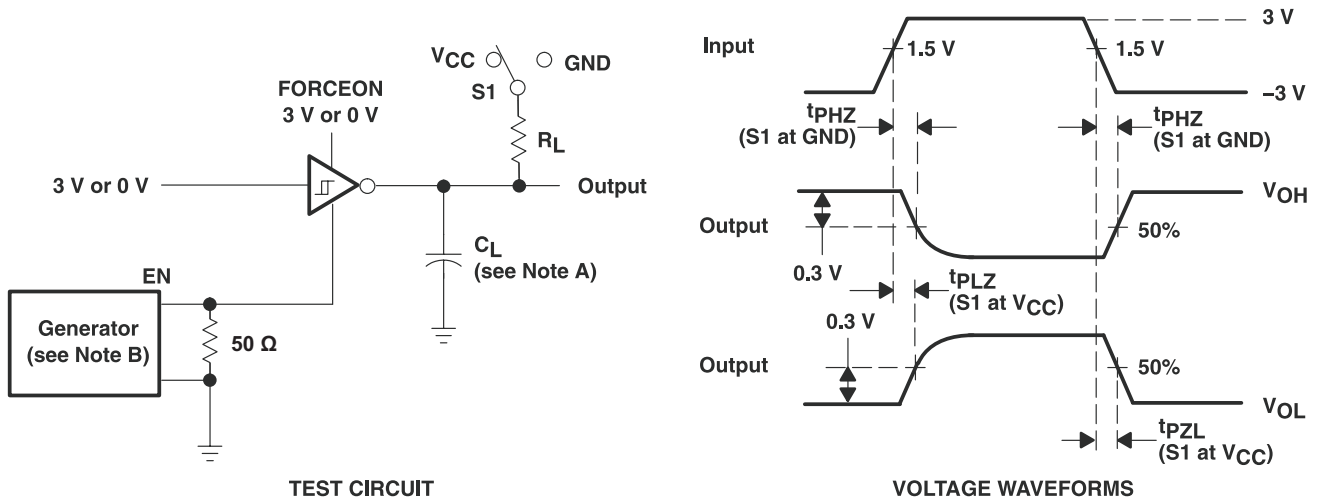 VCC
GND
S1
FORCEON
3 V or 0 V
RL
3 V or 0 V
Output
CL
(see Note A)
EN
Generator
(see Note B)
50 Ω
TEST CIRCUIT
3 V
Input
1.5 V
1.5 V
–3 V
tPHZ
(S1 at GND)
tPHZ
(S1 at GND)
VOH
Output
50%
0.3 V
tPLZ
(S1 at VCC)
0.3 V
Output
50%
VOL
tPZL
(S1 at VCC)
VOLTAGE WAVEFORMS